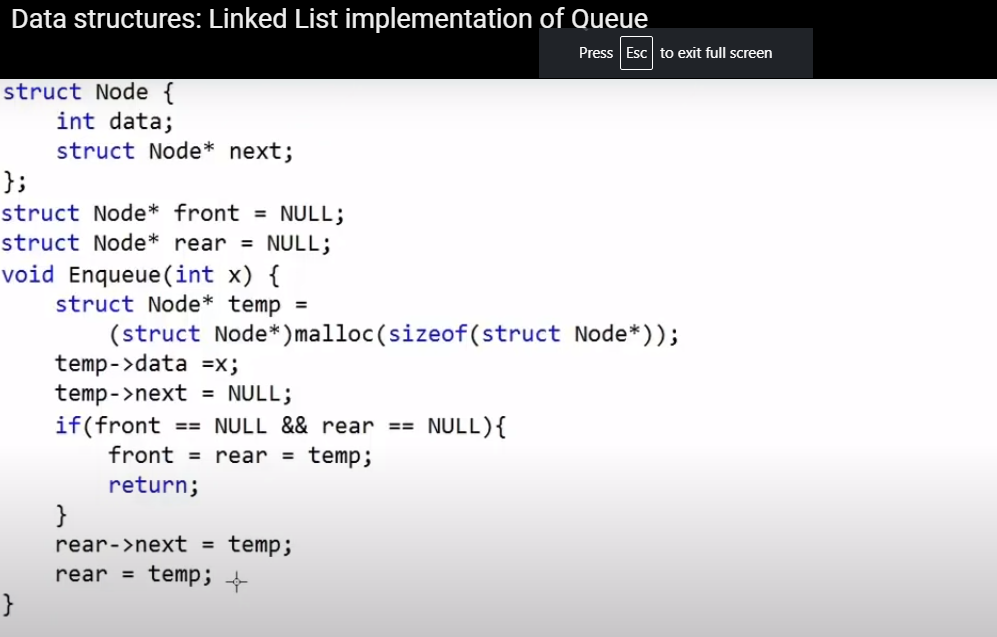 Data structures: Linked List implementation of Queue
Press Esc to exit full screen
struct Node {
    int data;
    struct Node* next;
};
struct Node* front = NULL;
struct Node* rear = NULL;
void Enqueue(int x) {
    struct Node* temp =
        (struct Node*)malloc(sizeof(struct Node*));
    temp->data =x;
    temp->next = NULL;
    if(front == NULL && rear == NULL){
        front = rear = temp;
        return;
    }
    rear->next = temp;
    rear = temp;
}